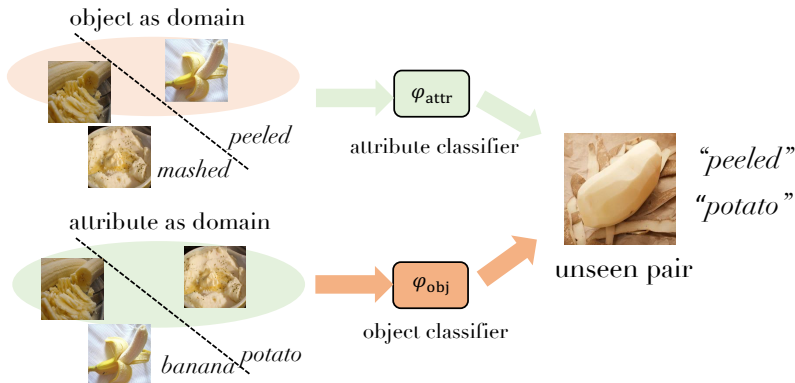 object as domain
peeled
mashed
φattr
attribute classifier
“peeled”
“potato”
unseen pair
attribute as domain
φobj
object classifier
potato
banana